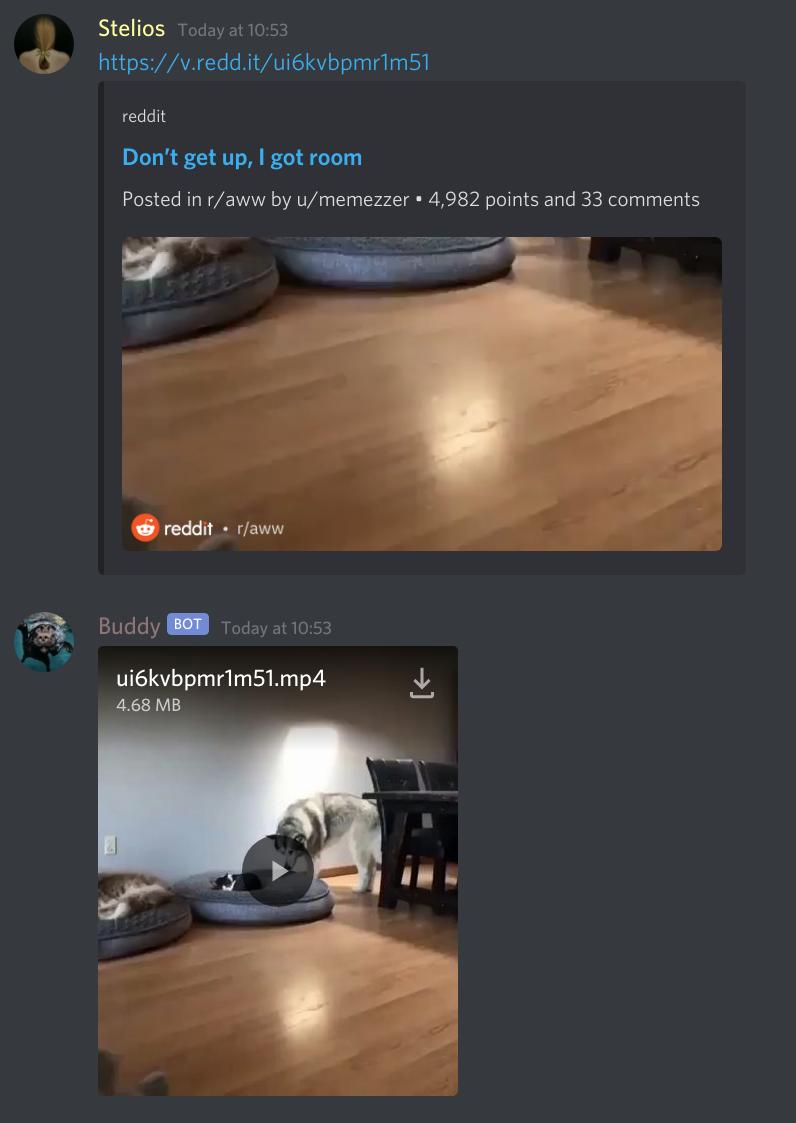 Stelios Today at 10:53
https://v.redd.it/ui6kvbpmr1m51
reddit
Don’t get up, I got room
Posted in r/aww by u/memezzer • 4,982 points and 33 comments
reddit • r/aww
Buddy BOT Today at 10:53
ui6kvbpmr1m51.mp4
4.68 MB